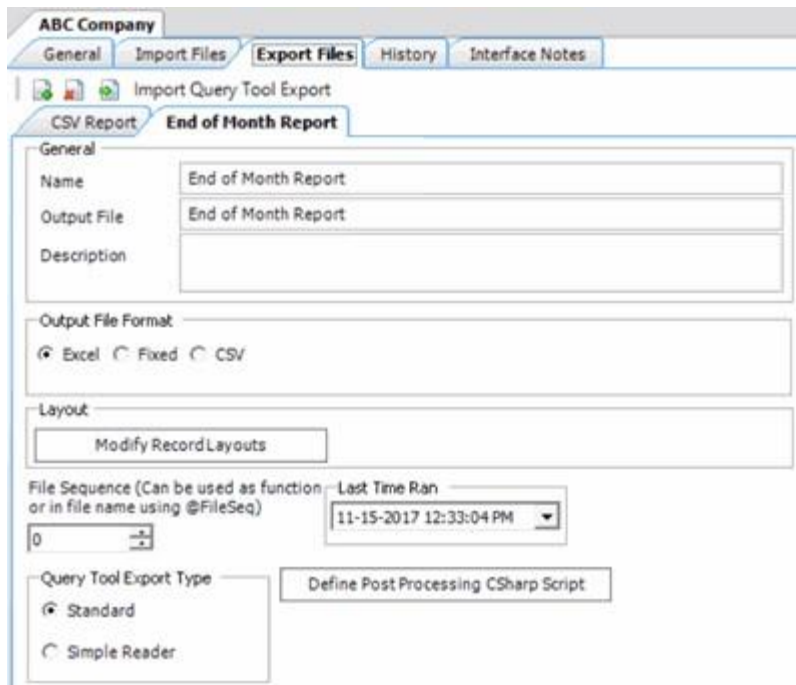 ABC Company
General Import Files Export Files History Interface Notes
Import Query Tool Export
CSV Report End of Month Report
General
Name End of Month Report
Output File End of Month Report
Description
Output File Format
Excel Fixed CSV
Layout
Modify Record Layouts
File Sequence (Can be used as function
or in file name using @FileSeq)
0
Last Time Ran
11-15-2017 12:33:04 PM
Query Tool Export Type
Standard
Simple Reader
Define Post Processing CSharp Script